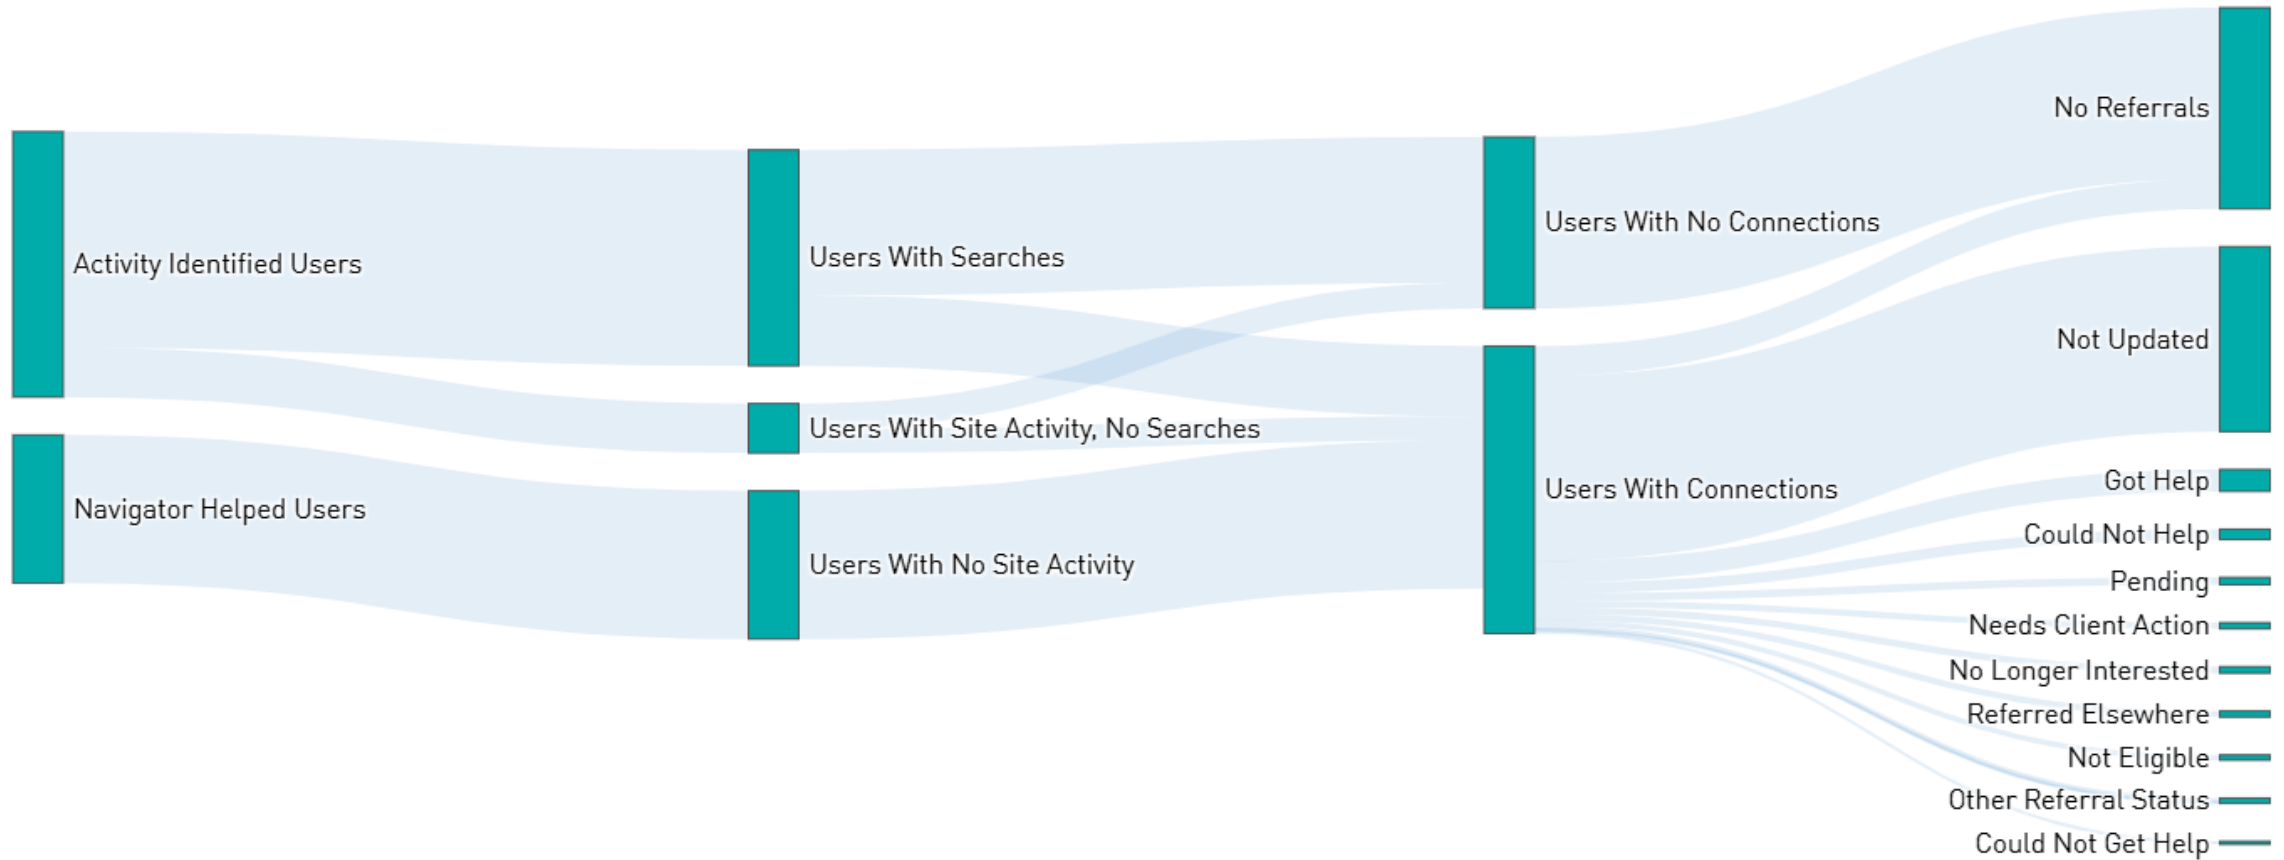 Activity Identified Users
Navigator Helped Users
Users With Searches
Users With Site Activity, No Searches
Users With No Site Activity
Users With No Connections
Users With Connections
No Referrals
Not Updated
Got Help
Could Not Help
Pending
Needs Client Action
No Longer Interested
Referred Elsewhere
Not Eligible
Other Referral Status
Could Not Get Help